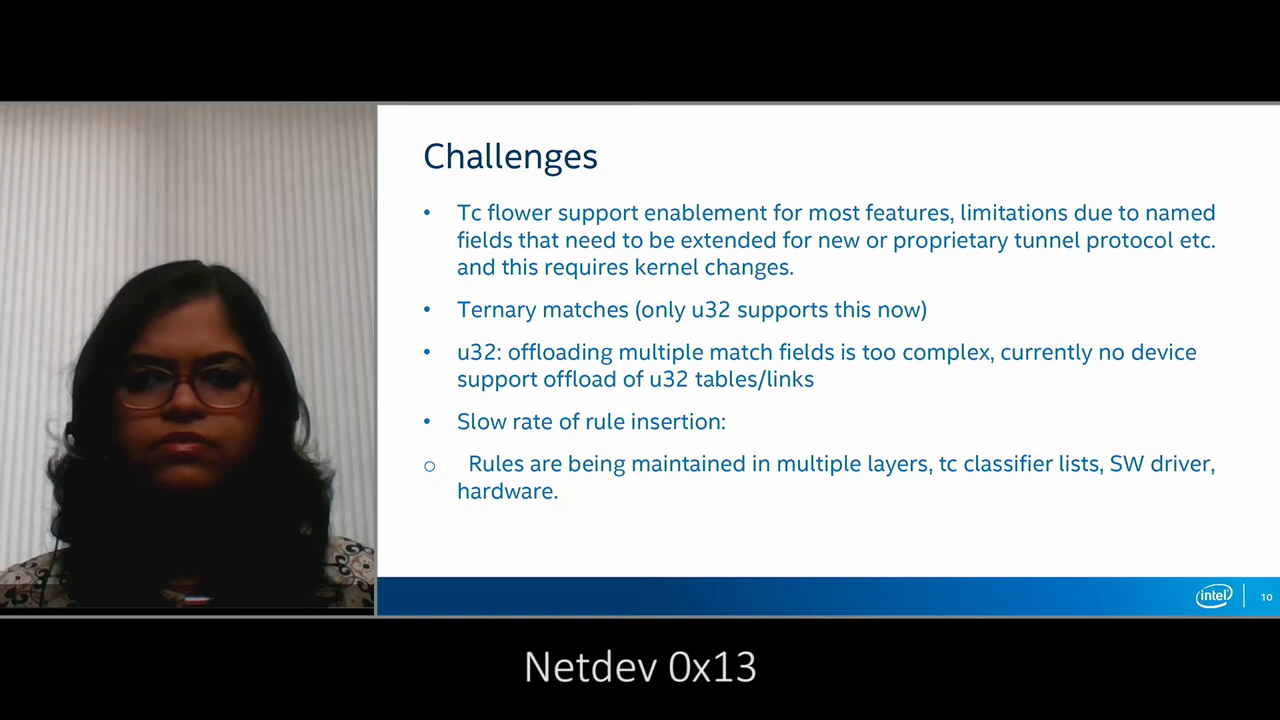 Challenges
• Tc flower support enablement for most features, limitations due to named
fields that need to be extended for new or proprietary tunnel protocol etc.
and this requires kernel changes.
• Ternary matches (only u32 supports this now)
• u32: offloading multiple match fields is too complex, currently no device
support offload of u32 tables/links
• Slow rate of rule insertion:
o Rules are being maintained in multiple layers, tc classifier lists, SW driver,
hardware.
intel
10
Netdev 0x13